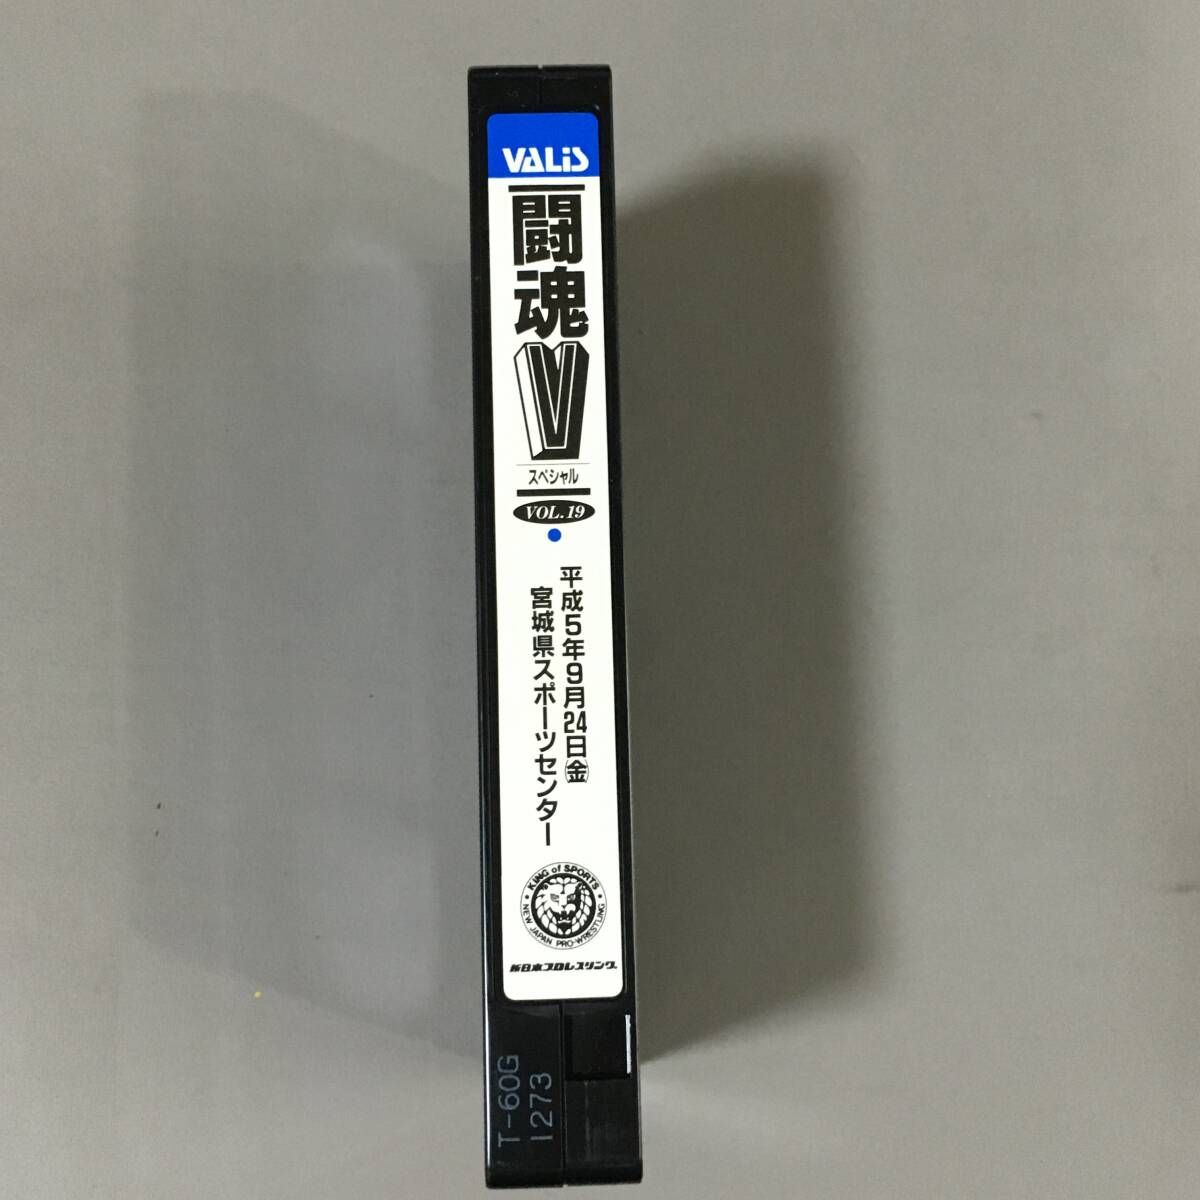 VALiS
闘魂V
スペシャル
VOL.19
平成5年9月24日㈮
宮城県スポーツセンター
KING of SPORTS
NEW JAPAN PRO-WRESTLING
新日本プロレスリング
T-60G
1273